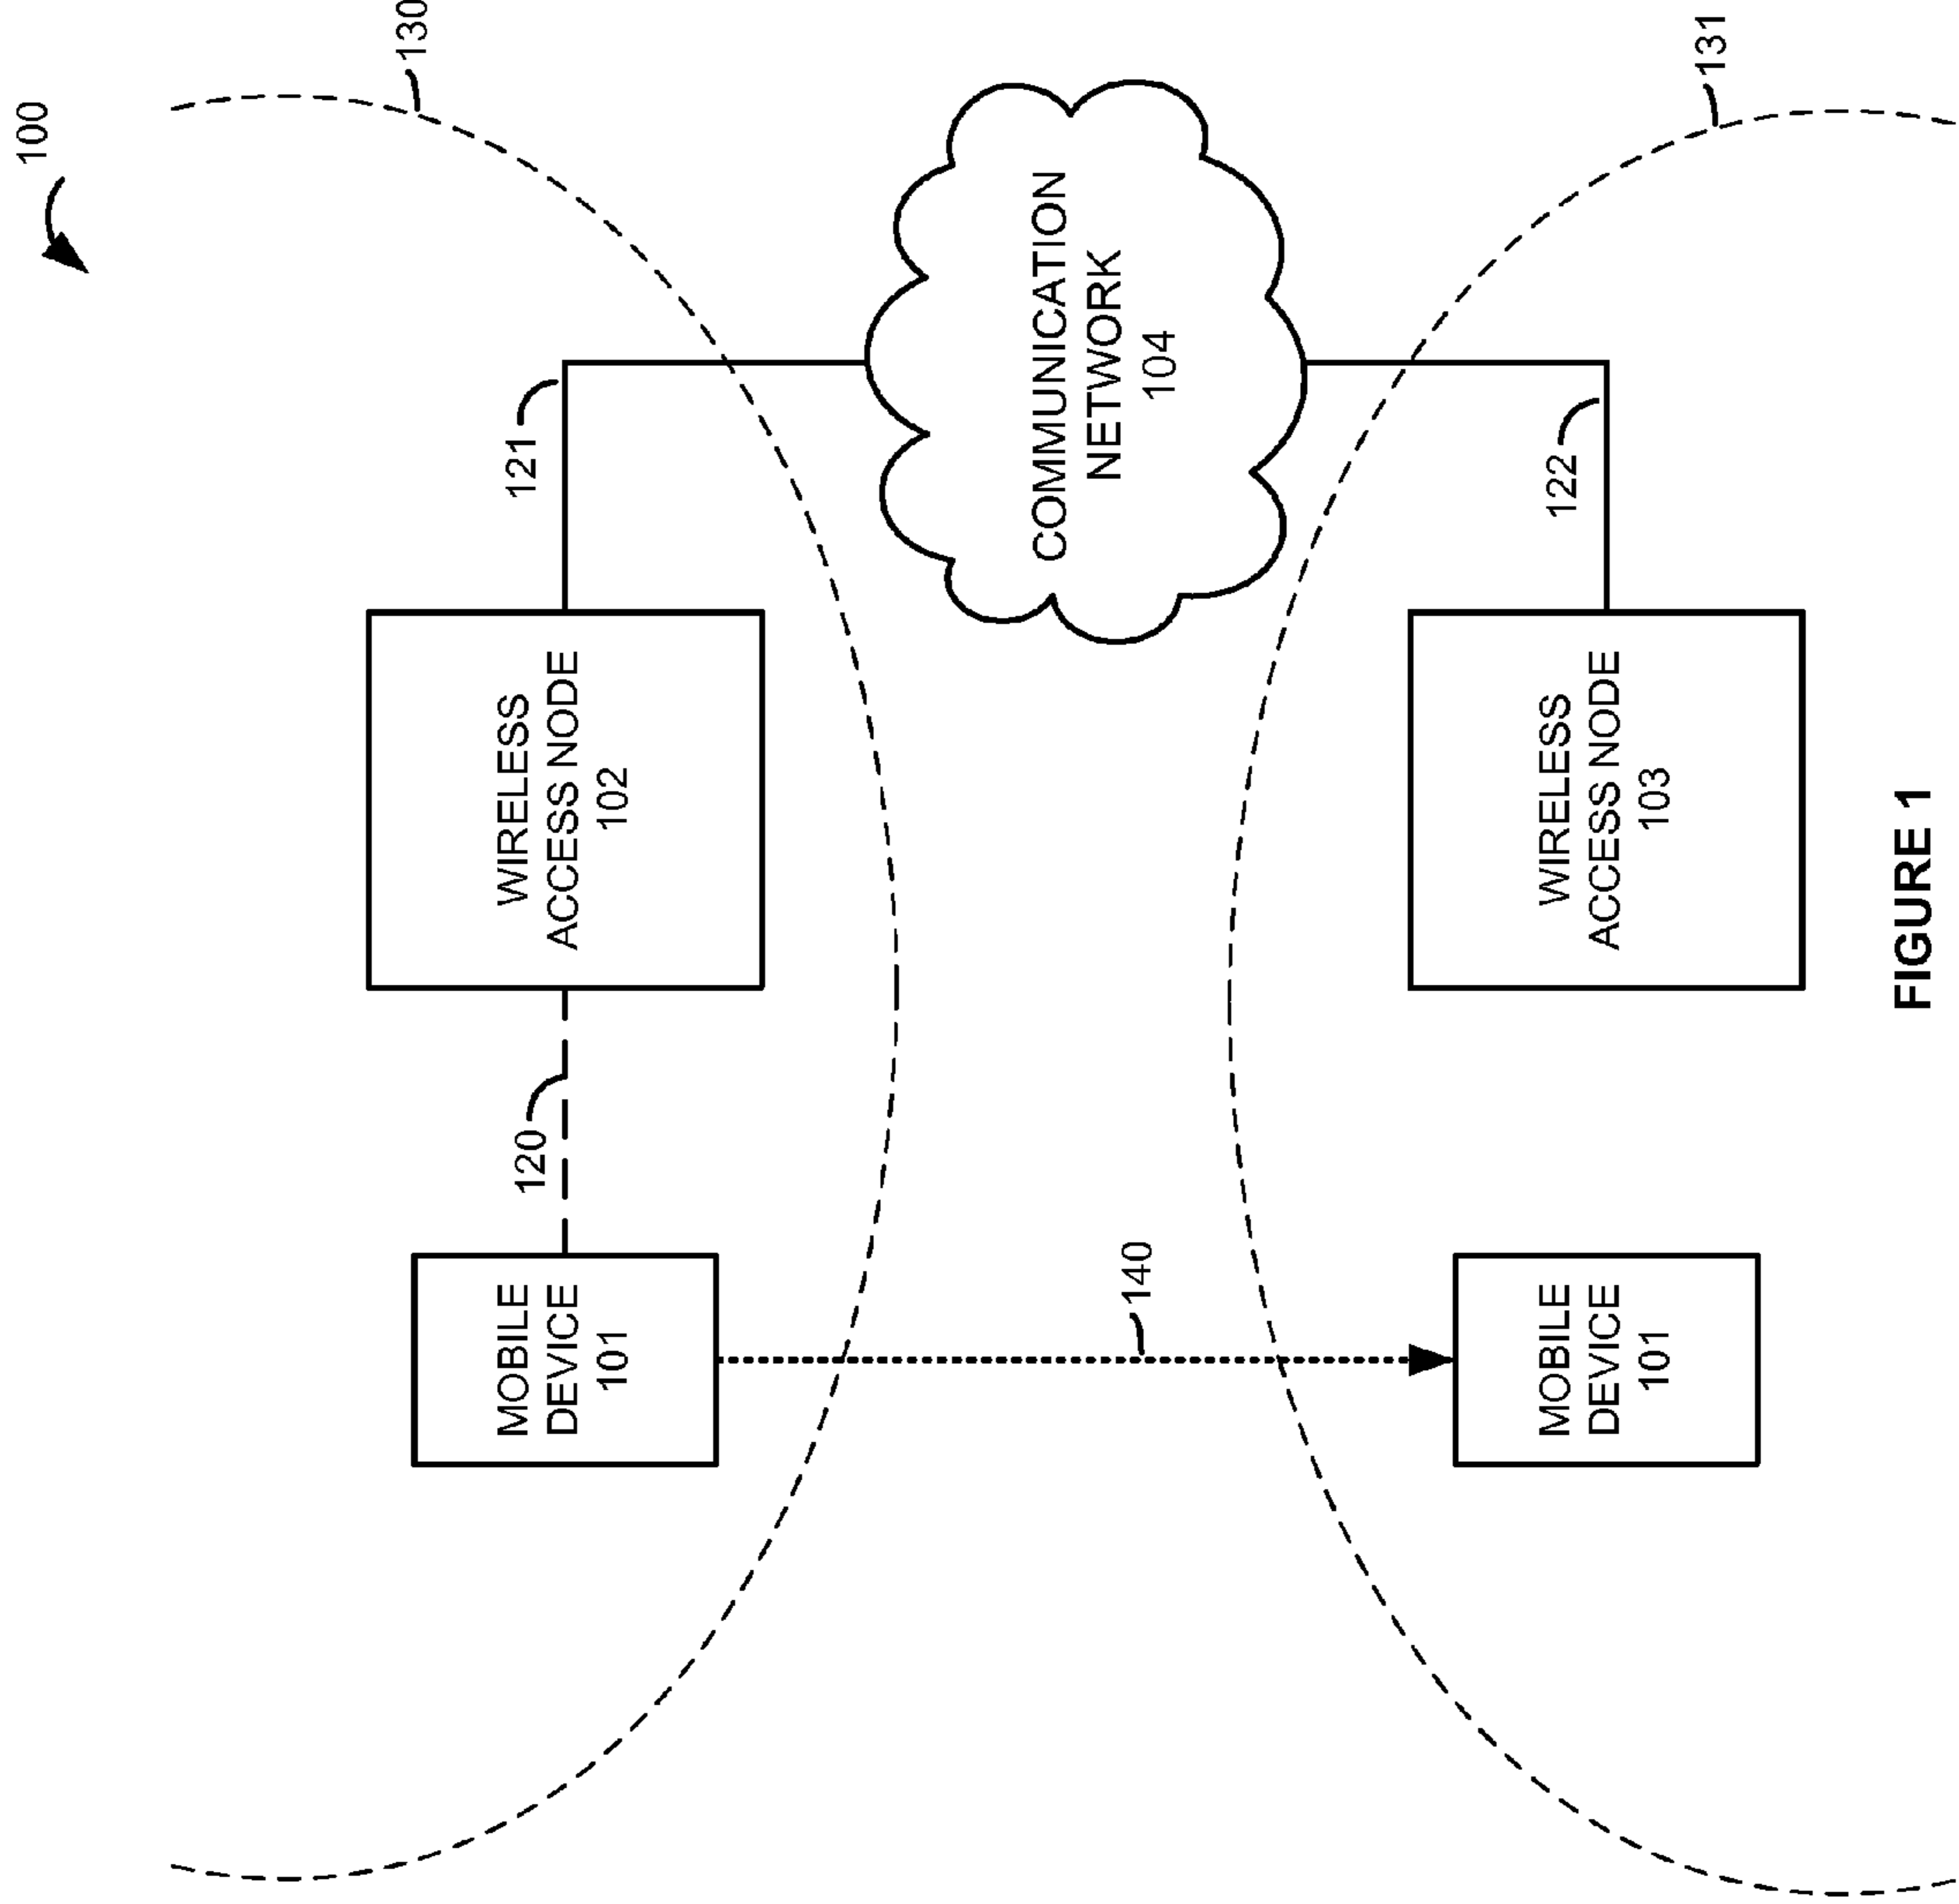 100
130
MOBILE
DEVICE
101
120
WIRELESS
ACCESS NODE
102
121
140
COMMUNICATION
NETWORK
104
MOBILE
DEVICE
101
WIRELESS
ACCESS NODE
103
122
131
FIGURE 1